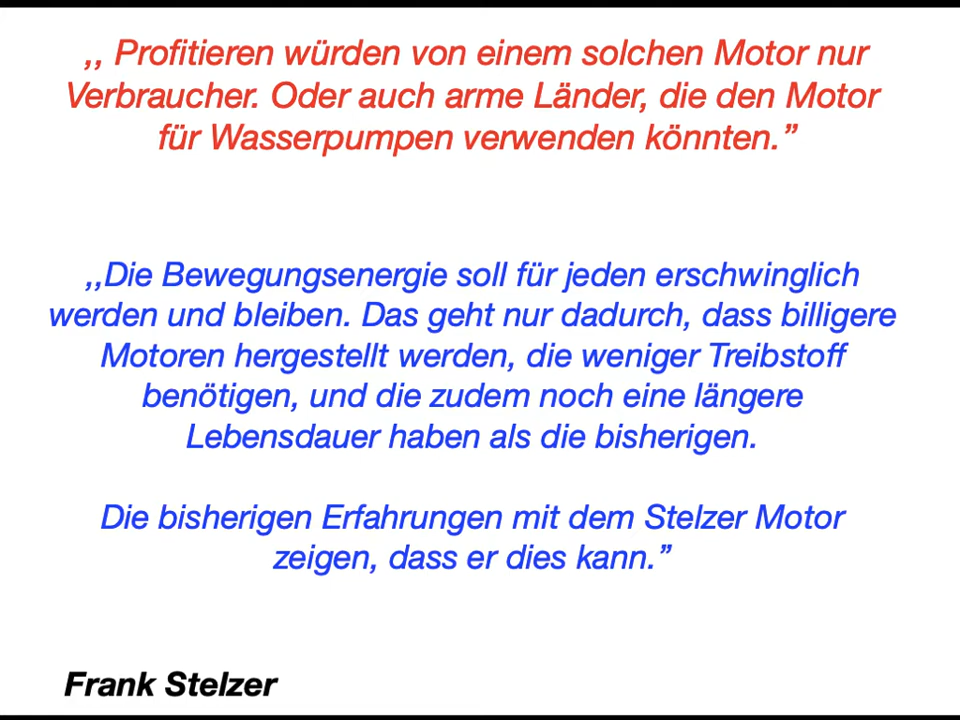 ,, Profitieren würden von einem solchen Motor nur
Verbraucher. Oder auch arme Länder, die den Motor
für Wasserpumpen verwenden könnten.”
,,Die Bewegungsenergie soll für jeden erschwinglich
werden und bleiben. Das geht nur dadurch, dass billigere
Motoren hergestellt werden, die weniger Treibstoff
benötigen, und die zudem noch eine längere
Lebensdauer haben als die bisherigen.
Die bisherigen Erfahrungen mit dem Stelzer Motor
zeigen, dass er dies kann.”
Frank Stelzer